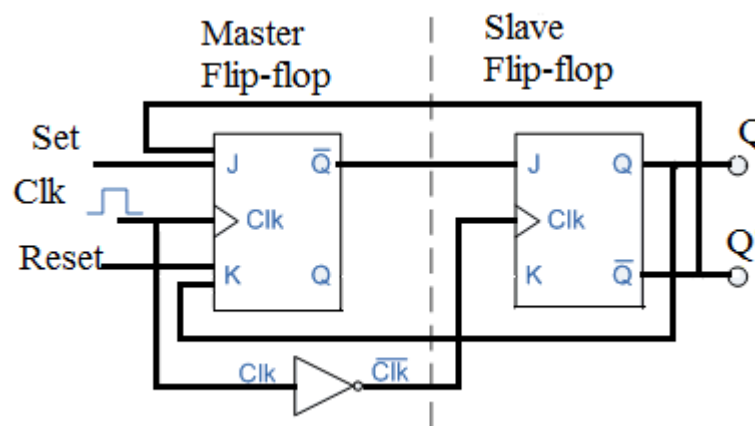 Master
Flip-flop
Slave
Flip-flop
Set
J
Q̅
J
Q
Q
Clk
Clk
Clk
Reset
K
Q
K
Q̅
Q
Clk
C̅l̅k̅